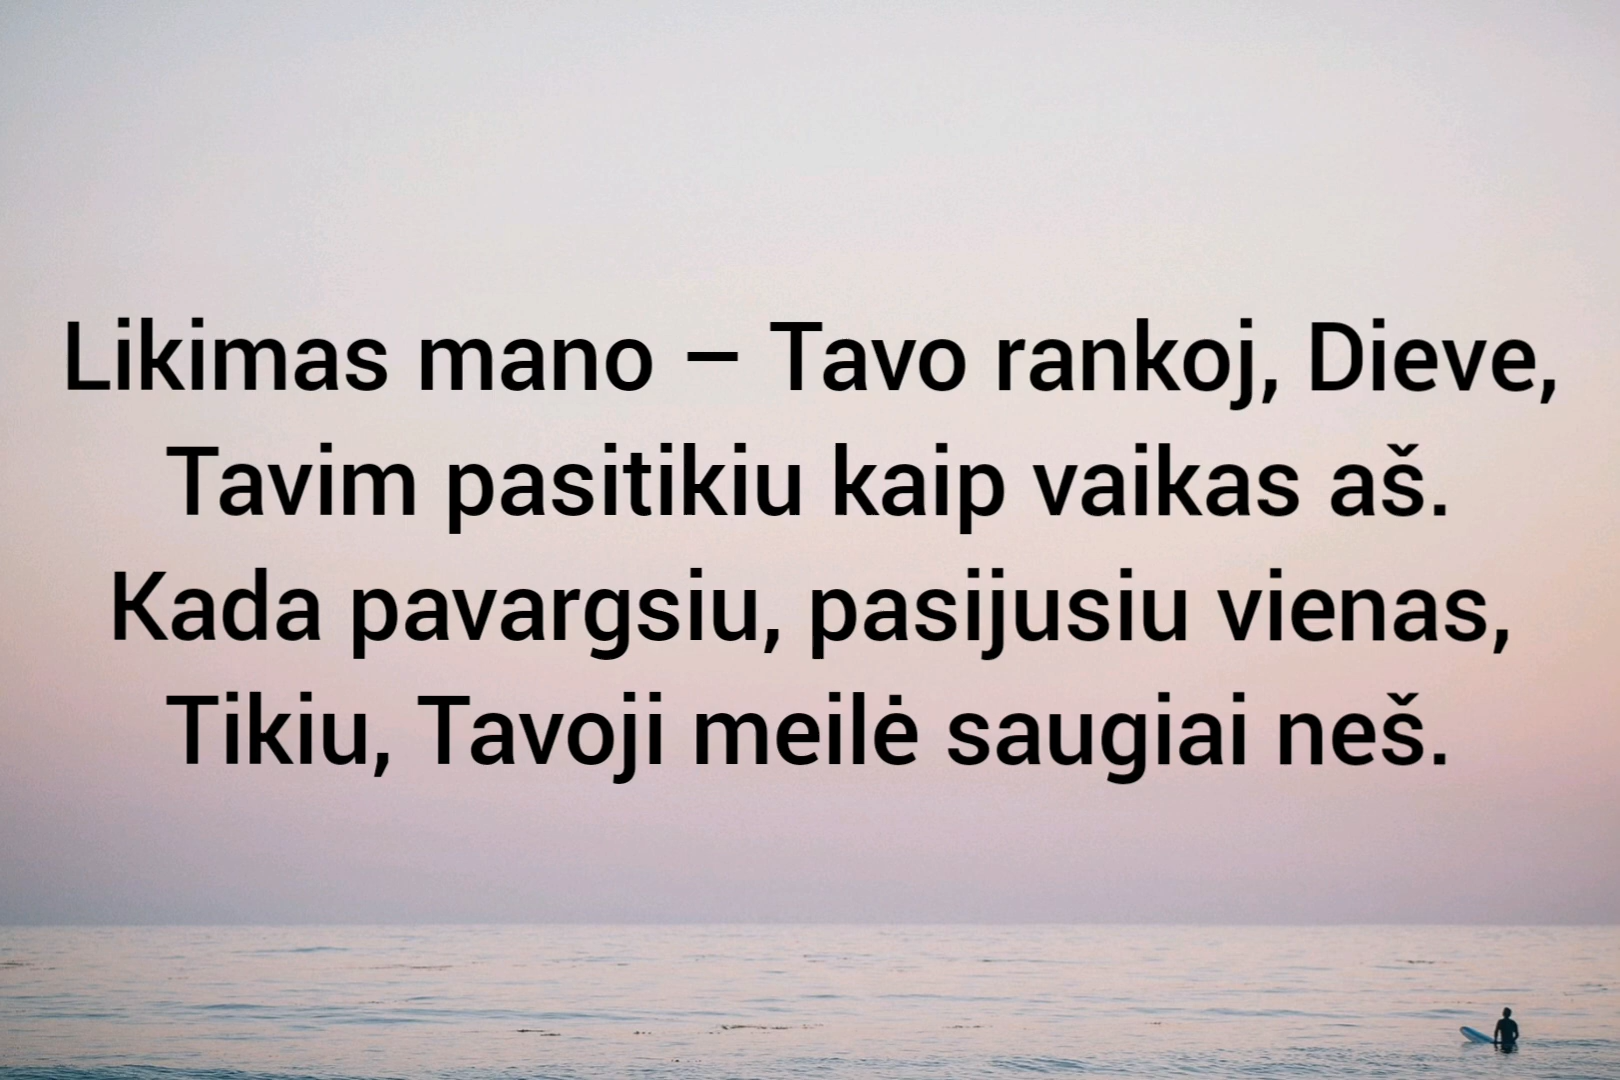 Likimas mano – Tavo rankoj, Dieve,
Tavim pasitikiu kaip vaikas aš.
Kada pavargsiu, pasijusiu vienas,
Tikiu, Tavoji meilė saugiai neš.